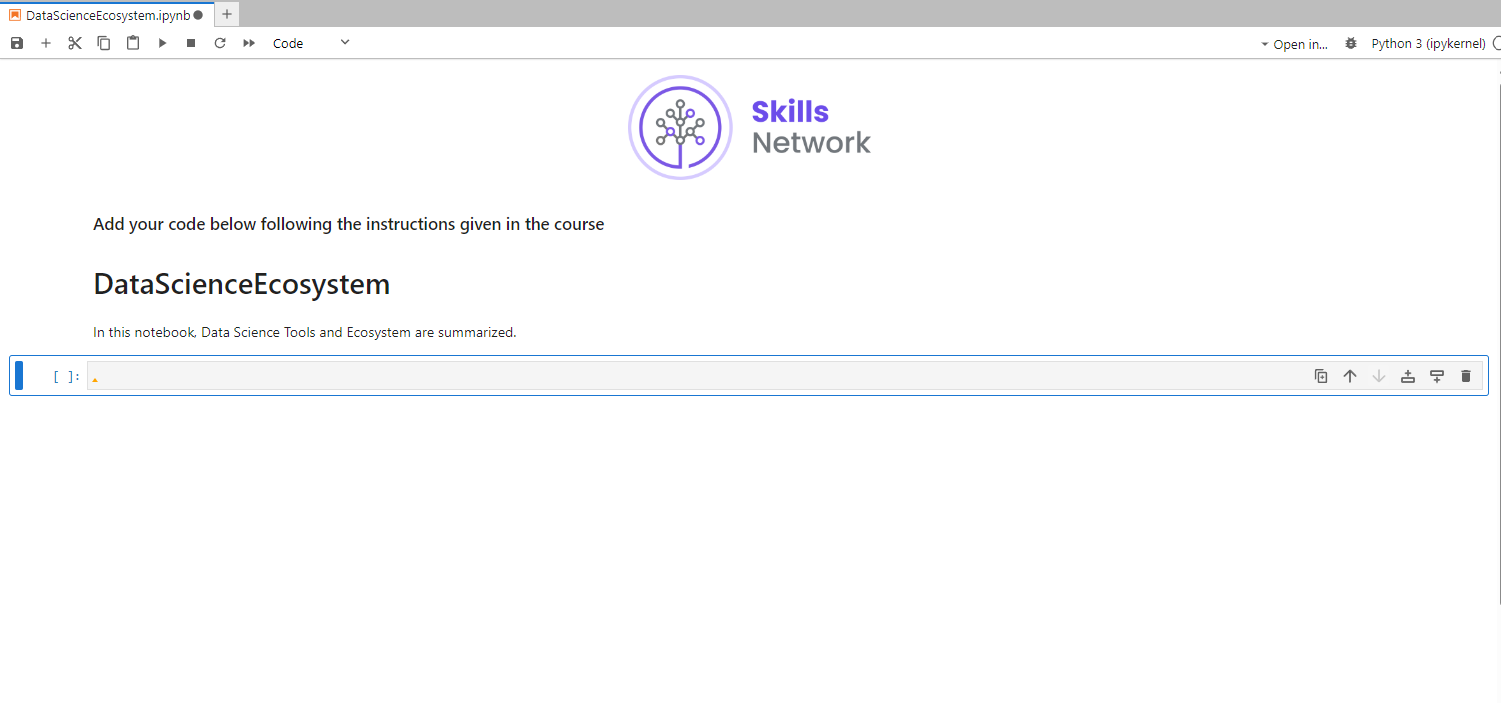 DataScienceEcosystem.ipynb
Code
Open in...
Python 3 (ipykernel)
Skills
Network
Add your code below following the instructions given in the course
DataScienceEcosystem
In this notebook, Data Science Tools and Ecosystem are summarized.
[ ]: